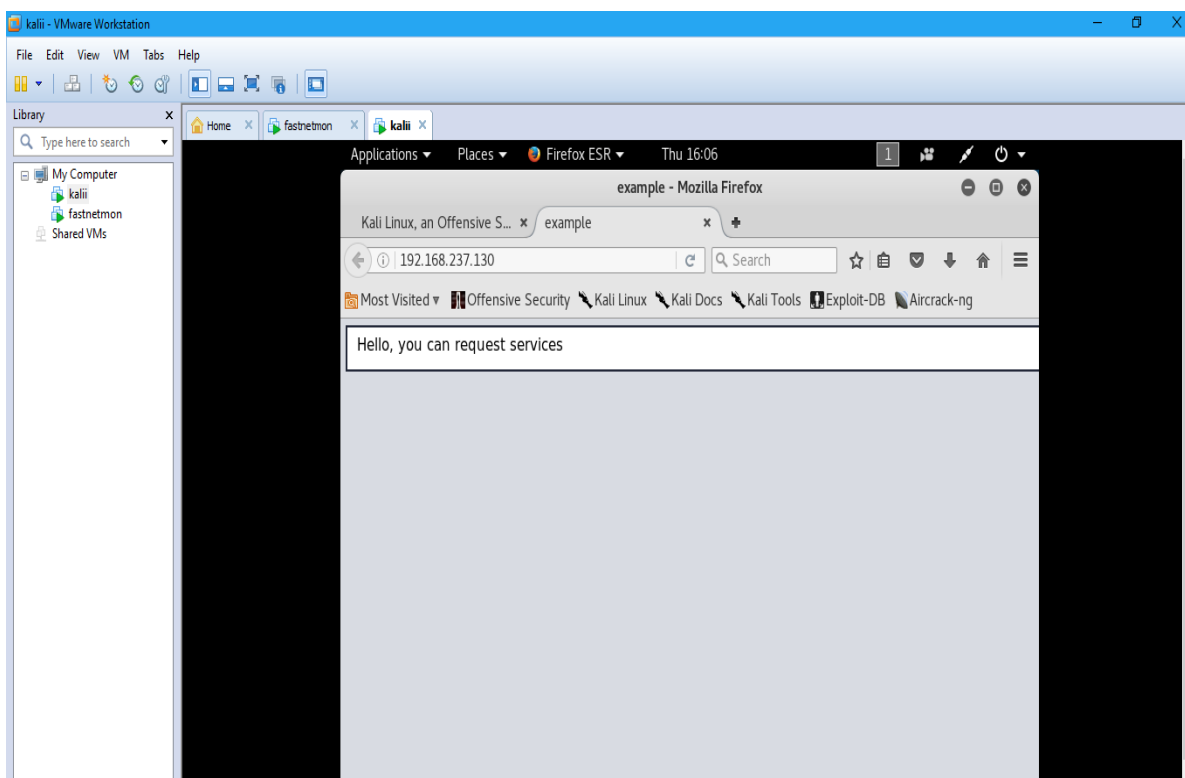 kalii - VMware Workstation
File Edit View VM Tabs Help
Library
Type here to search
My Computer
kalii
fastnetmon
Shared VMs
Home fastnetmon kalii
Applications Places Firefox ESR Thu 16:06 1
example - Mozilla Firefox
Kali Linux, an Offensive S... example
192.168.237.130 Search
Most Visited Offensive Security Kali Linux Kali Docs Kali Tools Exploit-DB Aircrack-ng
Hello, you can request services